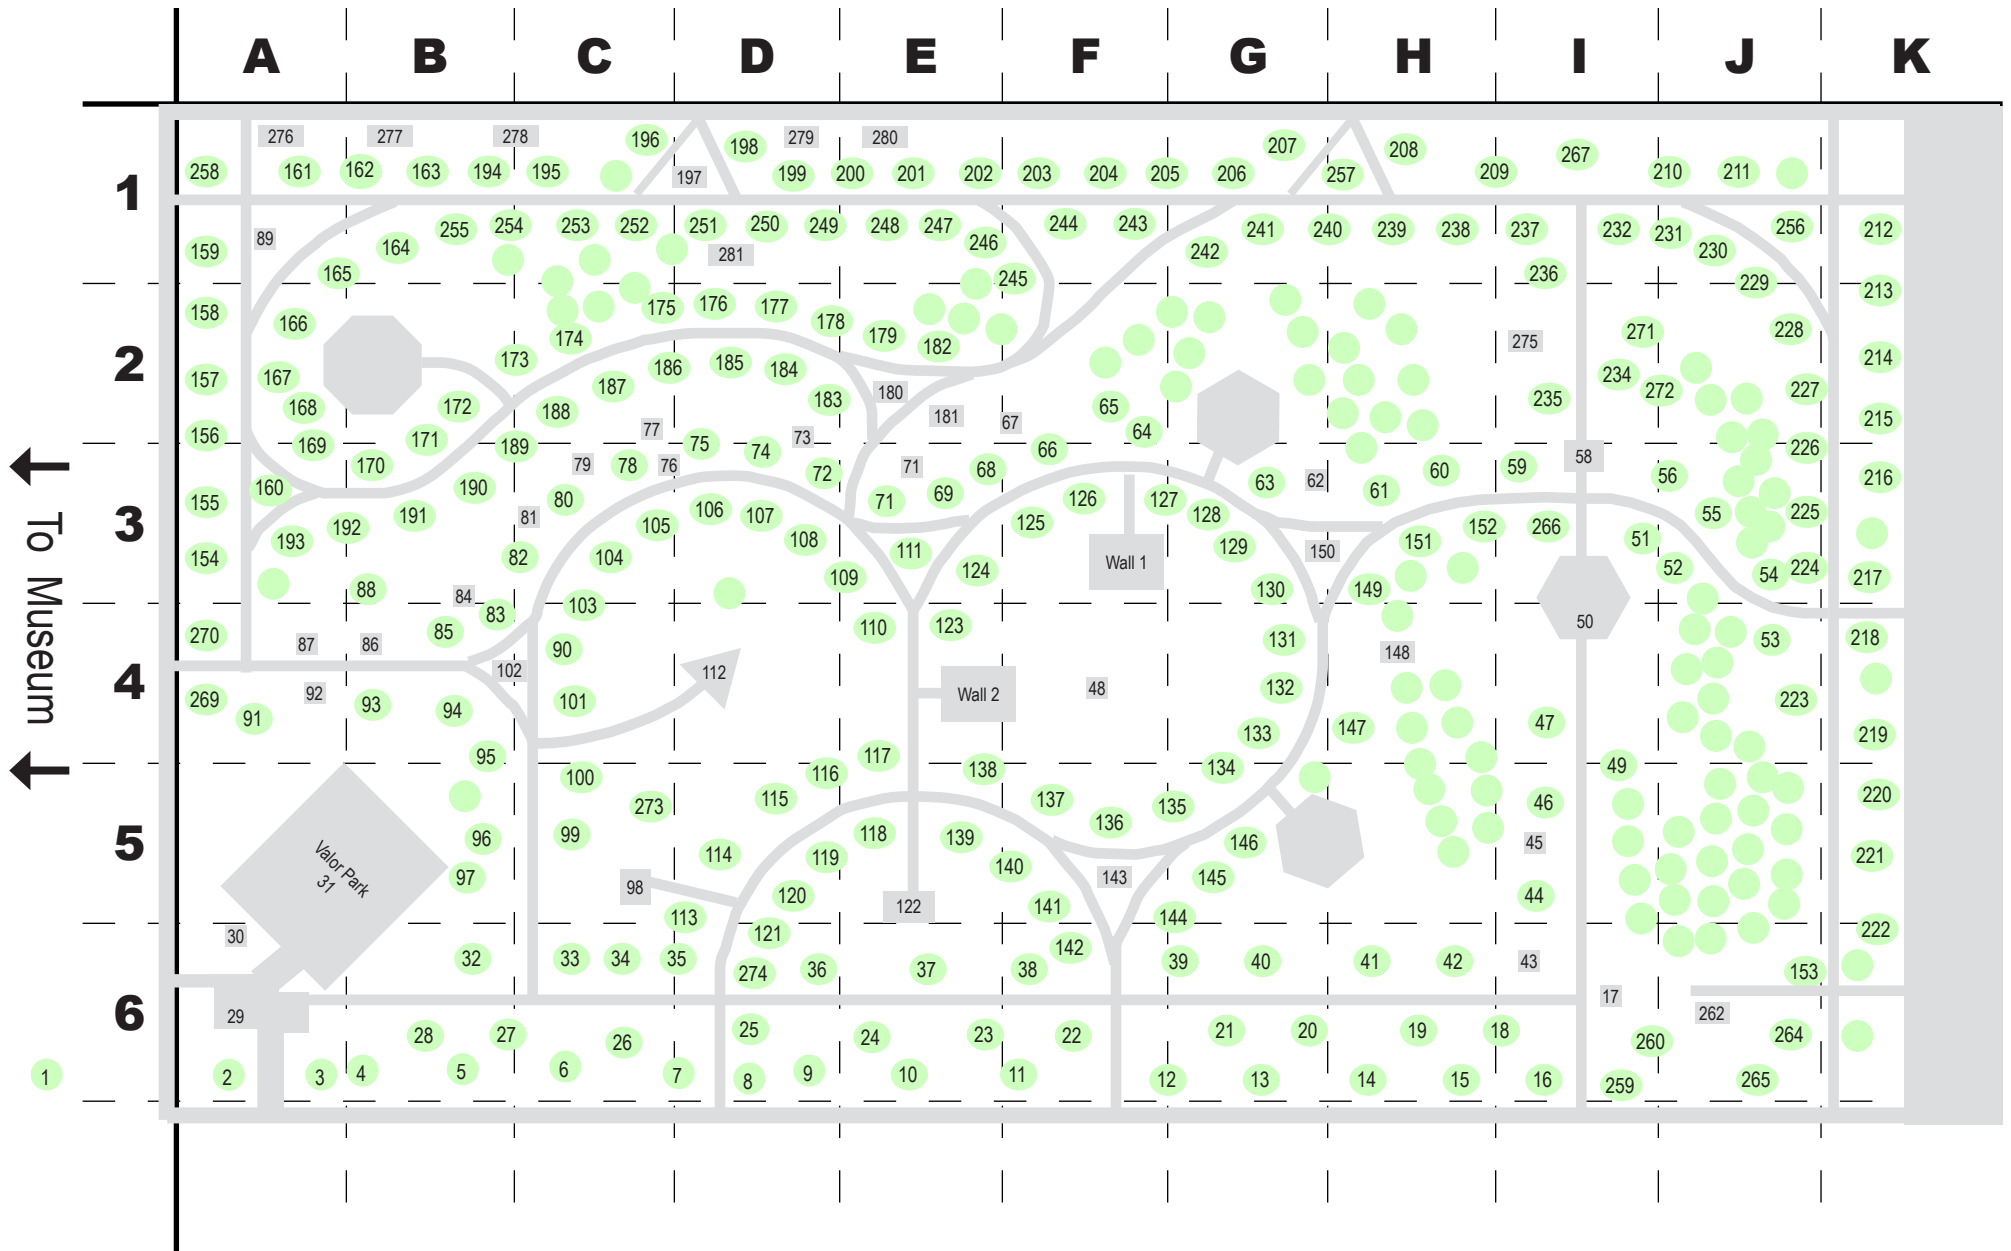 A B C D E F G H I J K
276 277 278 196 198 279 280 207 208 267
258 161 162 163 194 195 197 199 200 201 202 203 204 205 206 257 209 210 211
1
159 89 164 255 254 253 252 251 250 249 248 247 246 244 243 242 241 240 239 238 237 232 231 230 256 212
281
165 245 236 229
158 166 175 176 177 178 213
174 179 182 275 271 228
2
157 167 173 186 185 184 234 272 214
168 172 188 187 183 180 181 67 65 235 227 215
156 169 171 189 77 75 73 64 226
170 79 78 76 74 72 71 68 66 63 62 61 60 59 58 56 216
155 160 190 80 71 69 126 127
To Museum
3
193 192 191 81 105 106 107 125 128 152 266 55 225
154 82 104 108 111 124 Wall 1 129 150 151 51
88 109 130 149 52 54 224 217
84 83 103
270 87 86 85 90 110 123 131 148 50 53 218
4
102 112
269 91 92 93 94 101 Wall 2 48 132 47 223
95 117 133 147 219
100 116 138 134 49
273 115 137 135 46 220
5
96 99 118 139 136 146 45
Valor Park
31
97 114 119 140 143 145 221
98 120 122 141 44
30 113 121 142 144 222
32 33 34 35 274 36 37 38 39 40 41 42 43 153
17
6
29 262
28 27 26 25 24 23 22 21 20 19 18 260 264
1 2 3 4 5 6 7 8 9 10 11 12 13 14 15 16 259 265